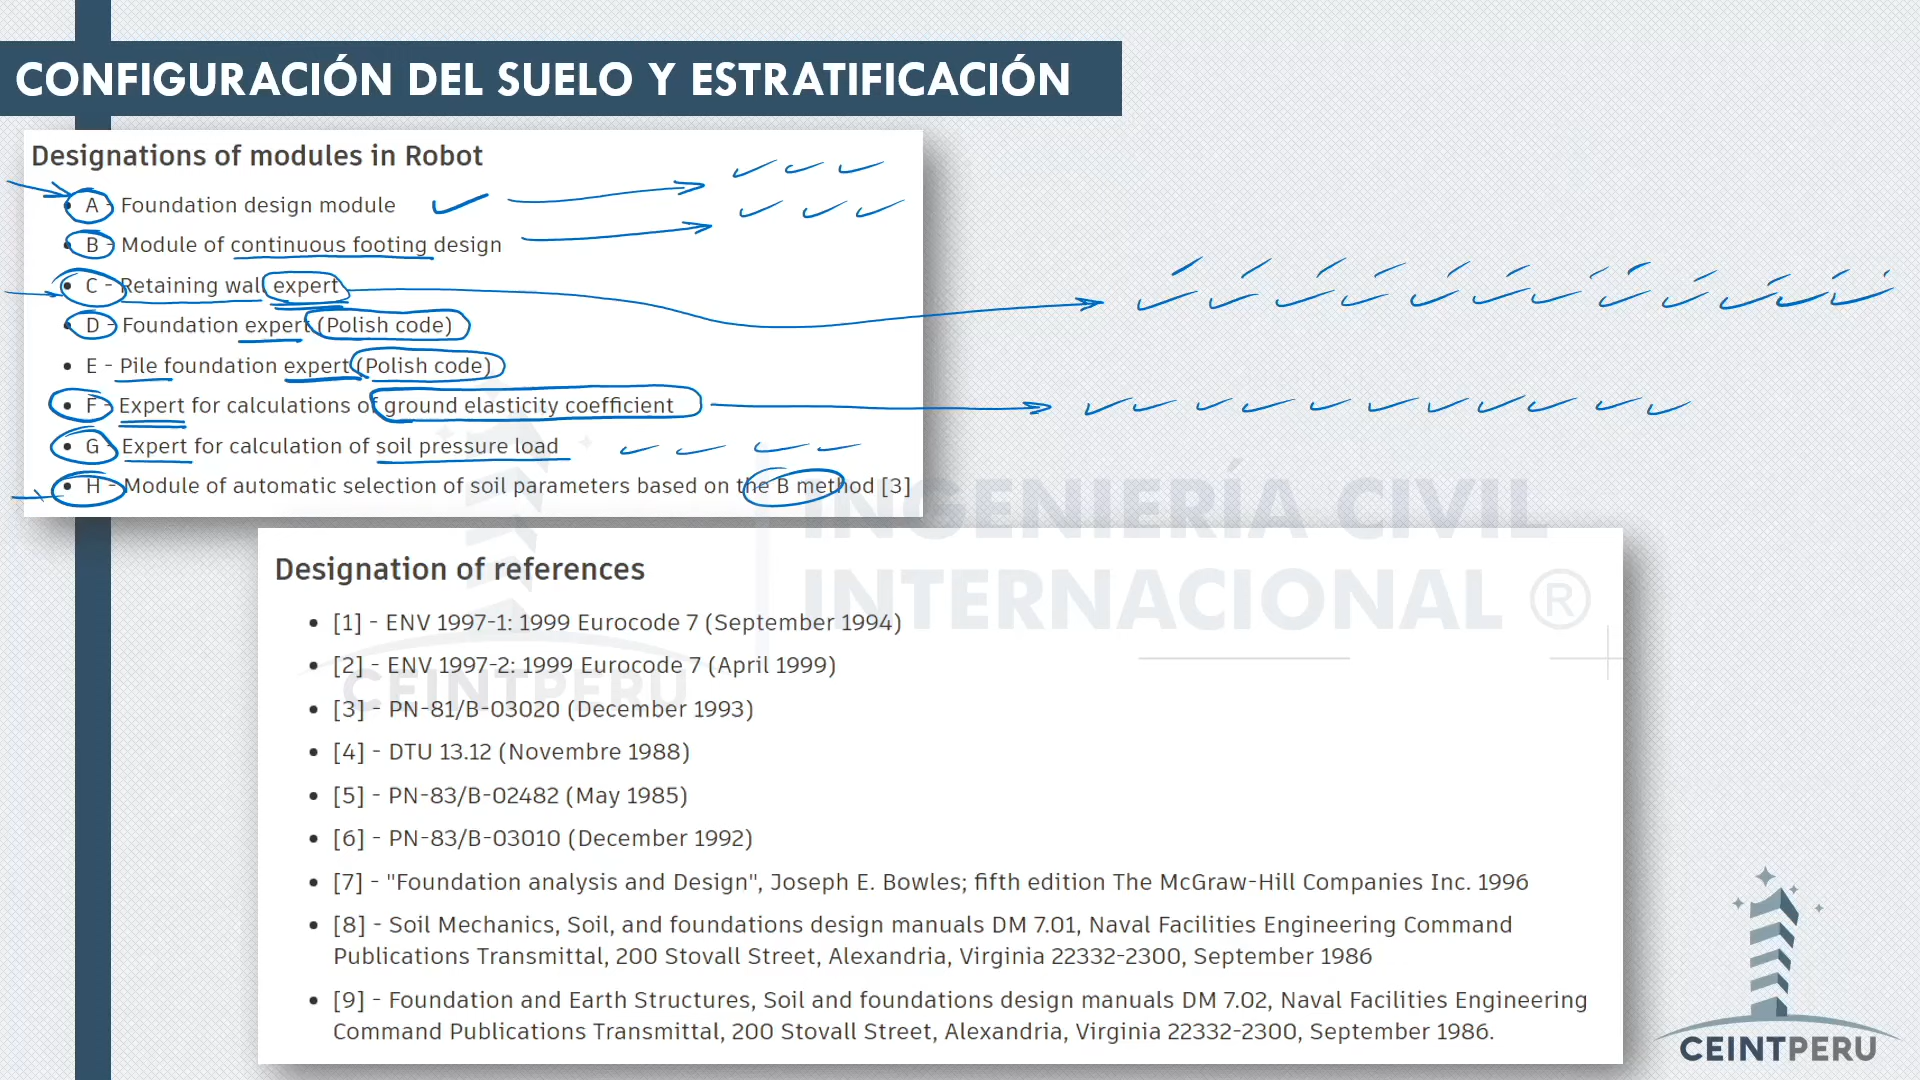 CONFIGURACIÓN DEL SUELO Y ESTRATIFICACIÓN
Designations of modules in Robot
• A - Foundation design module
• B - Module of continuous footing design
• C - Retaining wall expert
• D - Foundation expert (Polish code)
• E - Pile foundation expert (Polish code)
• F - Expert for calculations of ground elasticity coefficient
• G - Expert for calculation of soil pressure load
• H - Module of automatic selection of soil parameters based on the B method [3]
INGENIERÍA CIVIL
INTERNACIONAL ®
CEINTPERU
Designation of references
• [1] - ENV 1997-1: 1999 Eurocode 7 (September 1994)
• [2] - ENV 1997-2: 1999 Eurocode 7 (April 1999)
• [3] - PN-81/B-03020 (December 1993)
• [4] - DTU 13.12 (Novembre 1988)
• [5] - PN-83/B-02482 (May 1985)
• [6] - PN-83/B-03010 (December 1992)
• [7] - "Foundation analysis and Design", Joseph E. Bowles; fifth edition The McGraw-Hill Companies Inc. 1996
• [8] - Soil Mechanics, Soil, and foundations design manuals DM 7.01, Naval Facilities Engineering Command
Publications Transmittal, 200 Stovall Street, Alexandria, Virginia 22332-2300, September 1986
• [9] - Foundation and Earth Structures, Soil and foundations design manuals DM 7.02, Naval Facilities Engineering
Command Publications Transmittal, 200 Stovall Street, Alexandria, Virginia 22332-2300, September 1986.
CEINTPERU